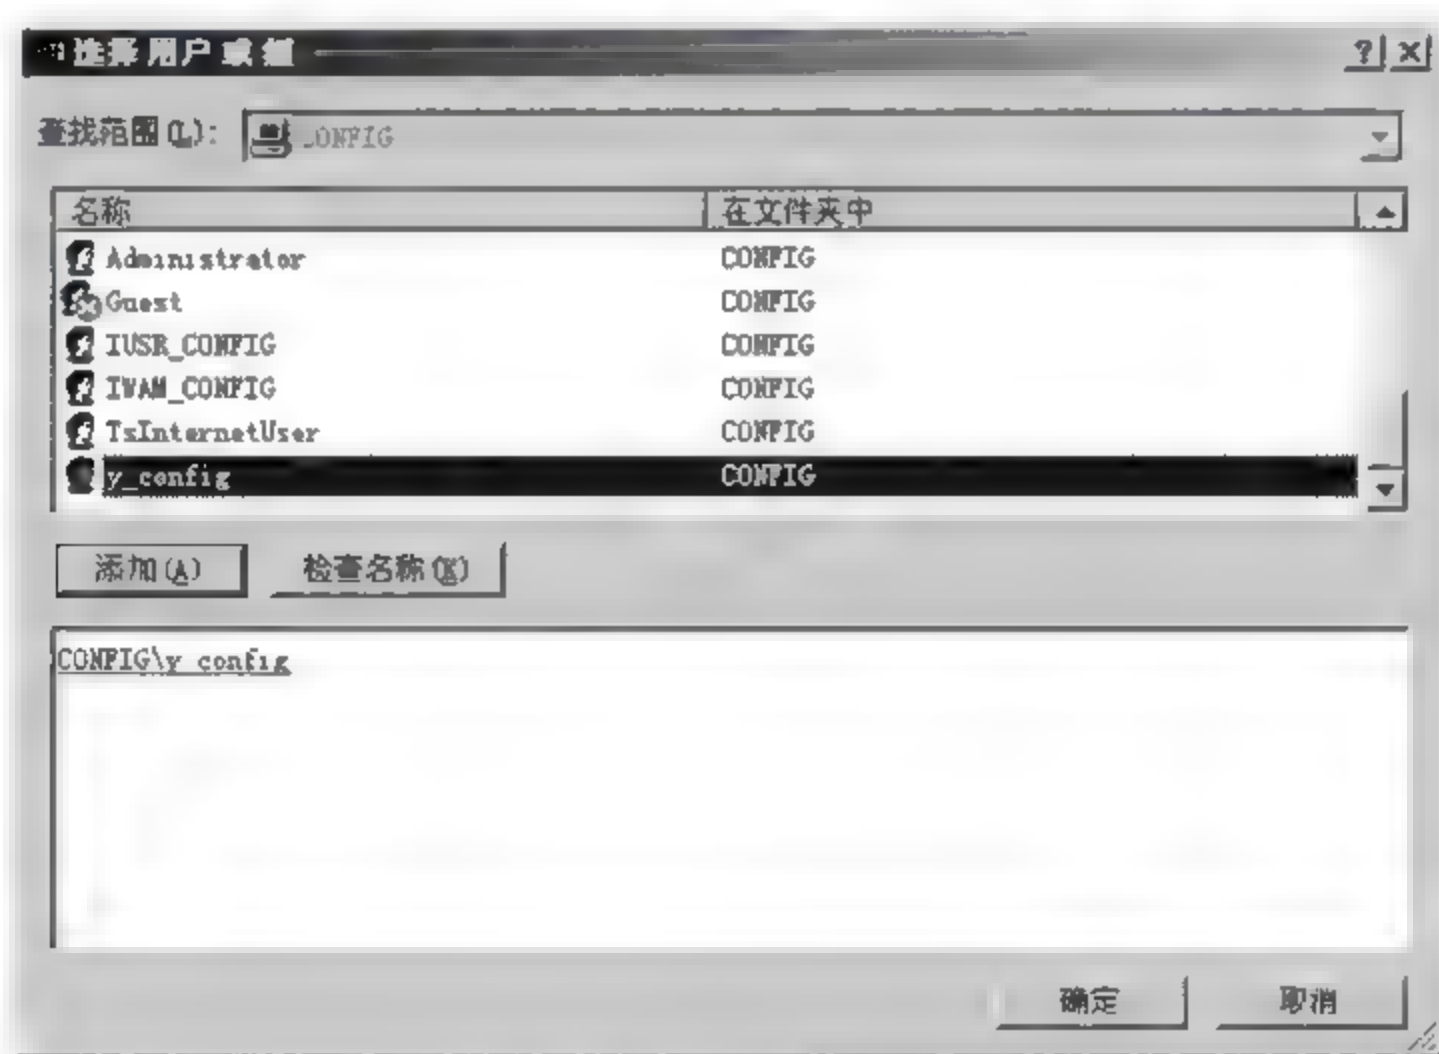 选择用户或组
? ×
查找范围(L): CONFIG
名称 在文件夹中
Administrator CONFIG
Guest CONFIG
IUSR_CONFIG CONFIG
IWAM_CONFIG CONFIG
TsInternetUser CONFIG
y_config CONFIG
添加(A) 检查名称(K)
CONFIG\y_config
确定 取消